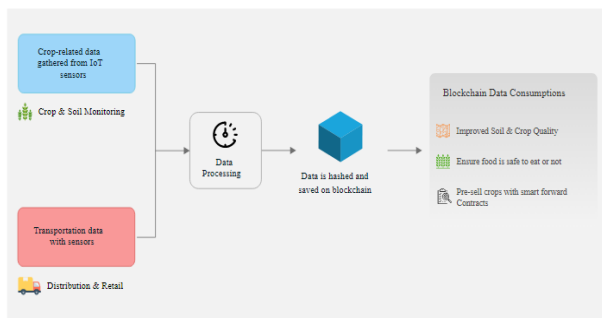 Crop-related data
gathered from IoT
sensors
Crop & Soil Monitoring
Transportation data
with sensors
Distribution & Retail
Data
Processing
Data is hashed and
saved on blockchain
Blockchain Data Consumptions
Improved Soil & Crop Quality
Ensure food is safe to eat or not
Pre-sell crops with smart forward
Contracts